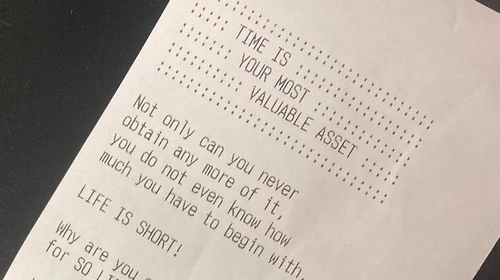 TIME IS
YOUR MOST
VALUABLE ASSET
Not only can you never
obtain any more of it,
you do not even know how
much you have to begin with.
LIFE IS SHORT!
Why are you
for SO